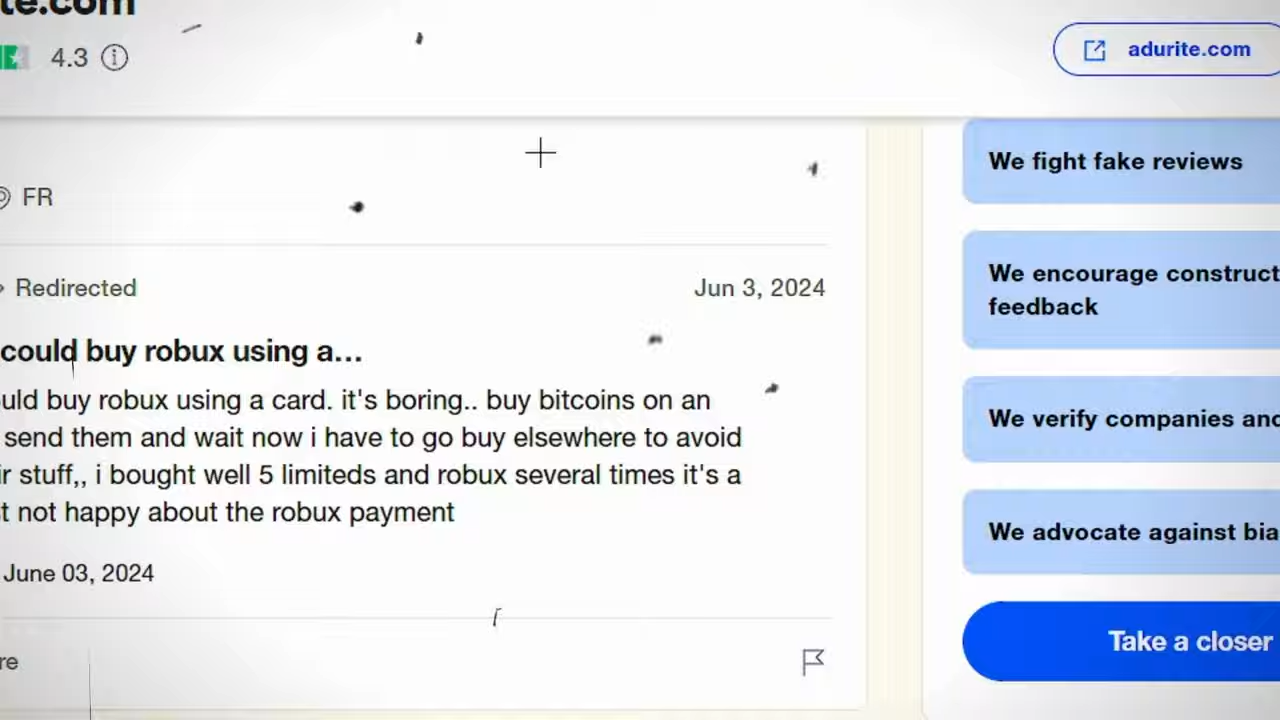 te.com
4.3
adurite.com
We fight fake reviews
FR
We encourage construct
feedback
Redirected
Jun 3, 2024
could buy robux using a...
uld buy robux using a card. it's boring.. buy bitcoins on an
send them and wait now i have to go buy elsewhere to avoid
ir stuff,, i bought well 5 limiteds and robux several times it's a
t not happy about the robux payment
We verify companies and
We advocate against bia
June 03, 2024
re
Take a closer